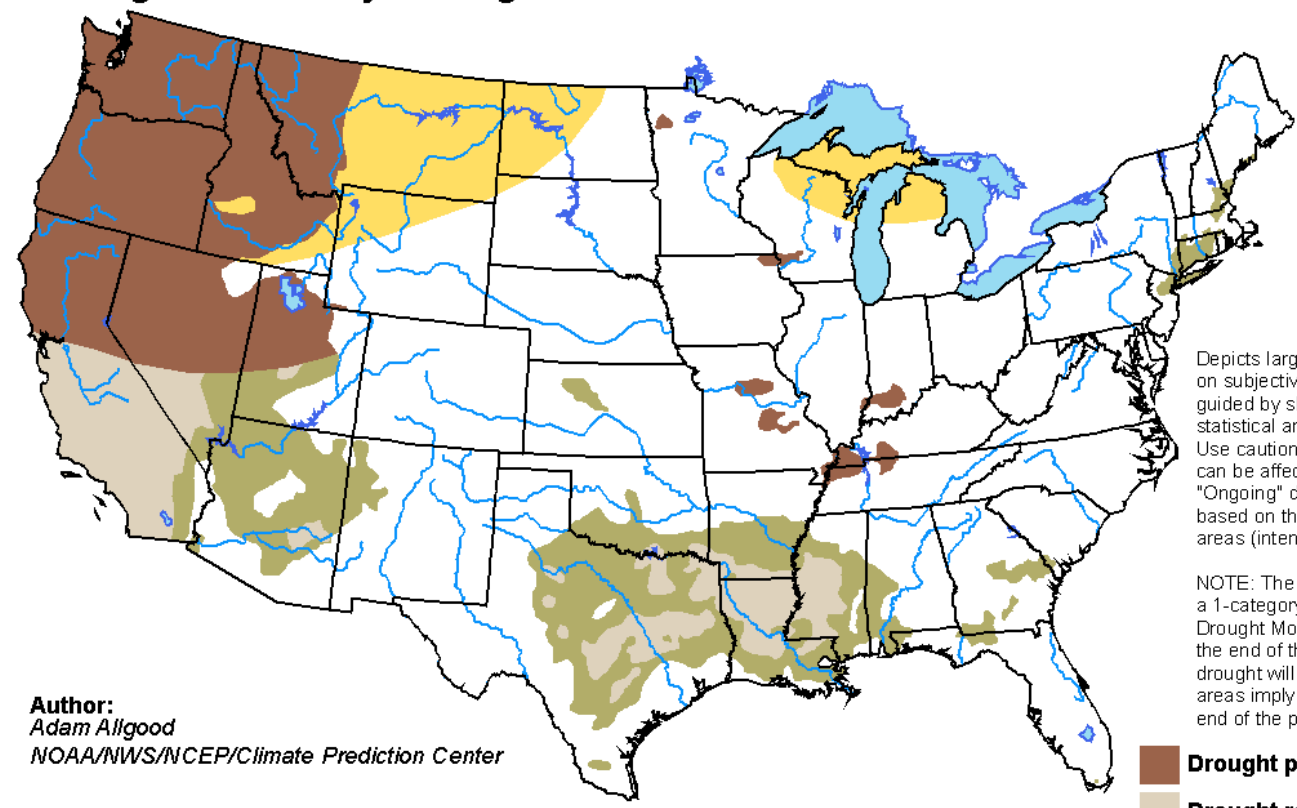 Author:
Adam Allgood
NOAA/NWS/NCEP/Climate Prediction Center
Depicts larg
on subjectiv
guided by s
statistical ar
Use caution
can be affec
"Ongoing" d
based on th
areas (inten
NOTE: The
a 1-category
Drought Mo
the end of th
drought will
areas imply
end of the p
Drought p